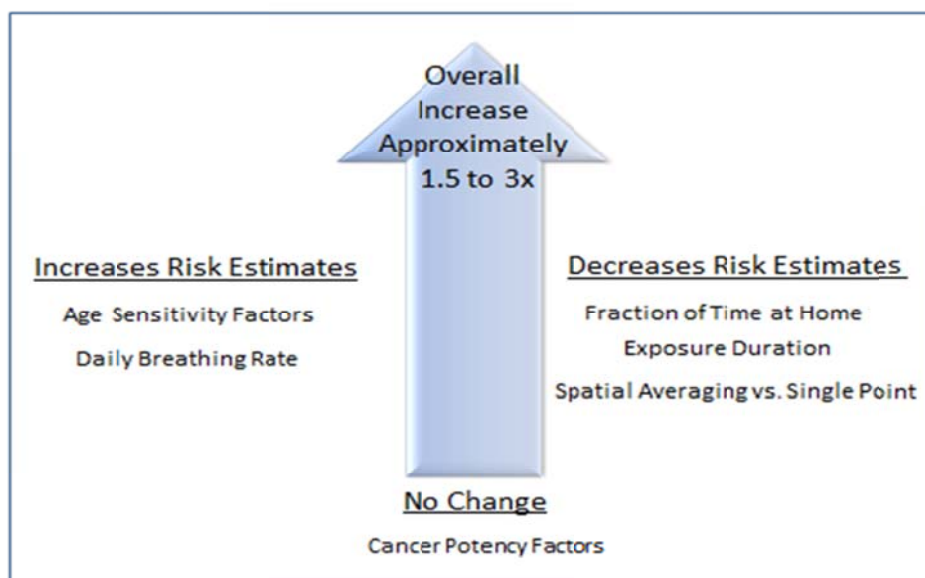 Overall
Increase
Approximately
1.5 to 3x
Increases Risk Estimates
Age Sensitivity Factors
Daily Breathing Rate
Decreases Risk Estimates
Fraction of Time at Home
Exposure Duration
Spatial Averaging vs. Single Point
No Change
Cancer Potency Factors